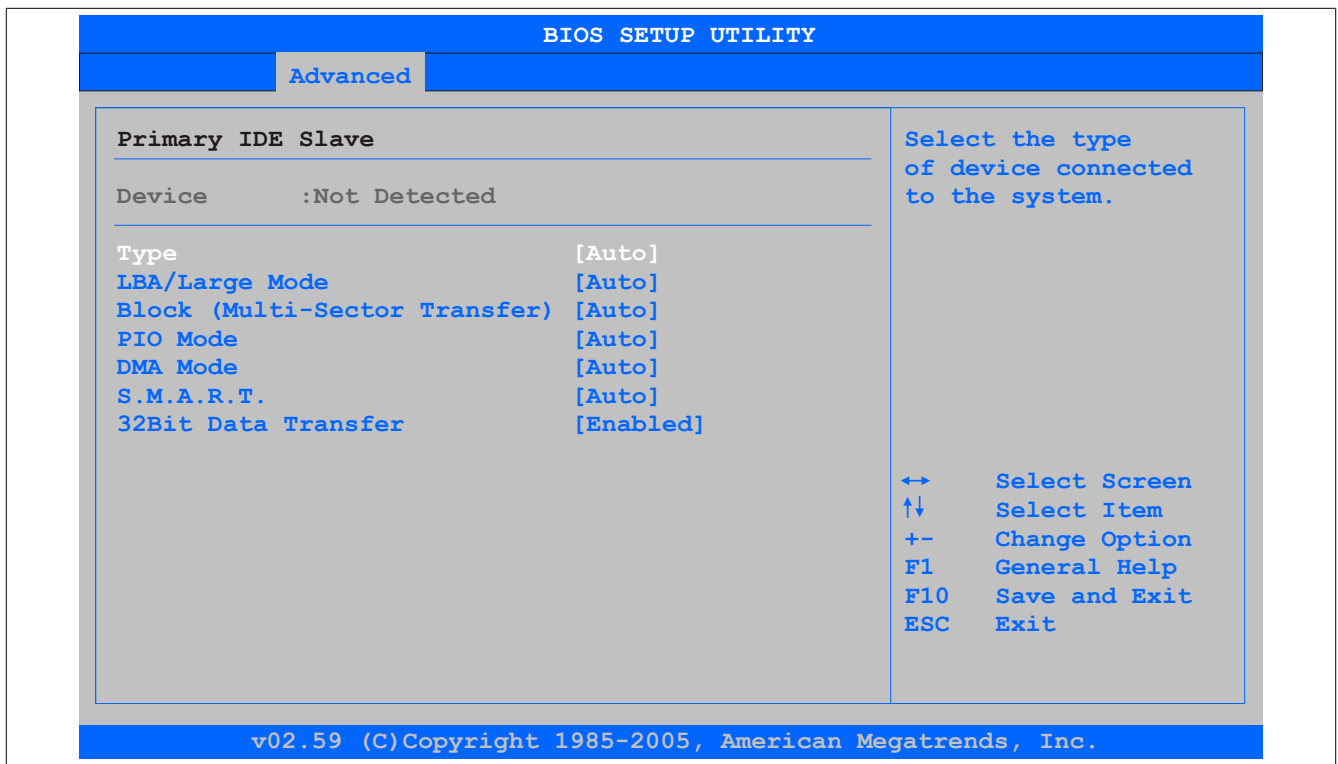 BIOS SETUP UTILITY
Advanced
Primary IDE Slave
Device :Not Detected
Type [Auto]
LBA/Large Mode [Auto]
Block (Multi-Sector Transfer) [Auto]
PIO Mode [Auto]
DMA Mode [Auto]
S.M.A.R.T. [Auto]
32Bit Data Transfer [Enabled]
Select the type
of device connected
to the system.
↔ Select Screen
↑↓ Select Item
+- Change Option
F1 General Help
F10 Save and Exit
ESC Exit
v02.59 (C)Copyright 1985-2005, American Megatrends, Inc.